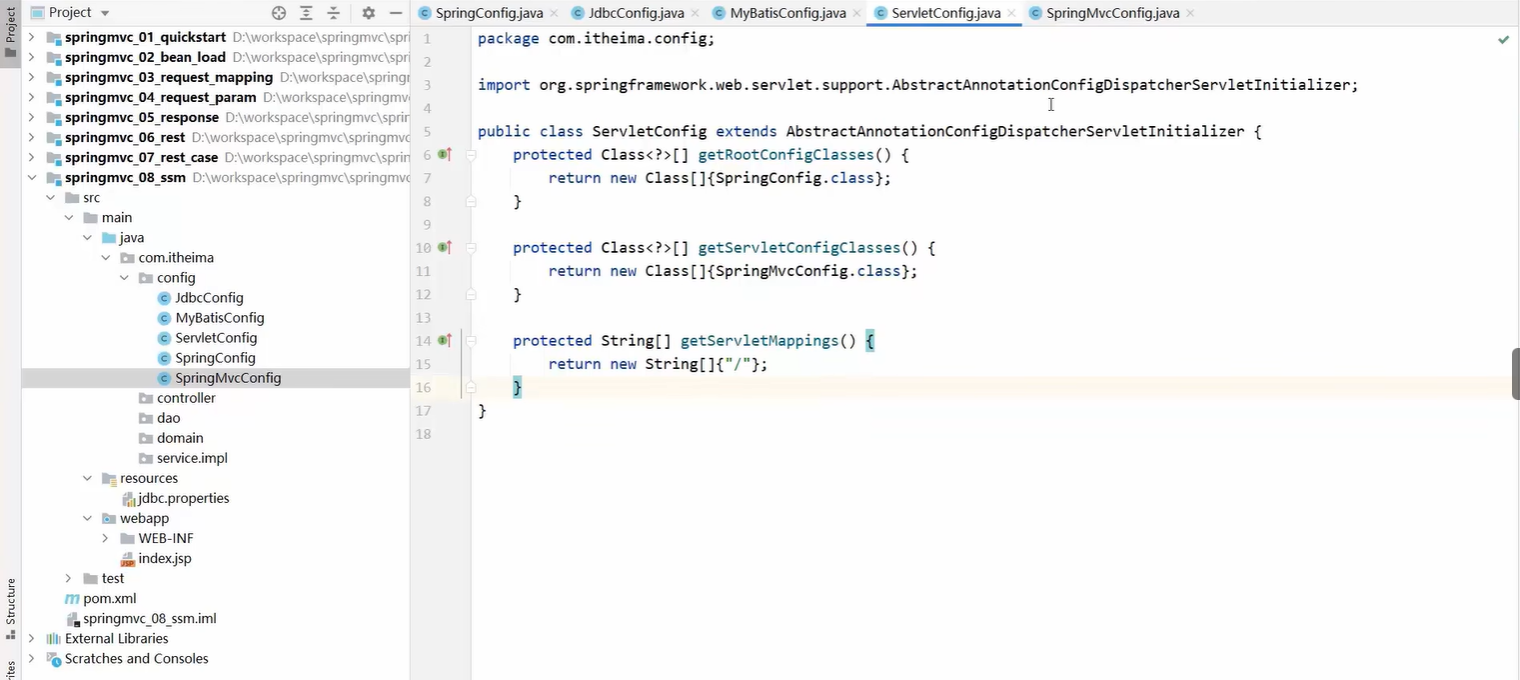 Project
SpringConfig.java
JdbcConfig.java
MyBatisConfig.java
ServletConfig.java
SpringMvcConfig.java
Project
springmvc_01_quickstart D:\workspace\springmvc\spri
springmvc_02_bean_load D:\workspace\springmvc\spri
springmvc_03_request_mapping D:\workspace\springm
springmvc_04_request_param D:\workspace\springmvc
springmvc_05_response D:\workspace\springmvc\spring
springmvc_06_rest D:\workspace\springmvc\springmvc
springmvc_07_rest_case D:\workspace\springmvc\spring
springmvc_08_ssm D:\workspace\springmvc\springmvc
src
main
java
com.itheima
config
JdbcConfig
MyBatisConfig
ServletConfig
SpringConfig
SpringMvcConfig
controller
dao
domain
service.impl
resources
jdbc.properties
webapp
WEB-INF
JSP index.jsp
test
m pom.xml
springmvc_08_ssm.iml
External Libraries
Scratches and Consoles
Structure
1 package com.itheima.config;
2
3 import org.springframework.web.servlet.support.AbstractAnnotationConfigDispatcherServletInitializer;
4
5 public class ServletConfig extends AbstractAnnotationConfigDispatcherServletInitializer {
6 protected Class<?>[] getRootConfigClasses() {
7 return new Class[]{SpringConfig.class};
8 }
9
10 protected Class<?>[] getServletConfigClasses() {
11 return new Class[]{SpringMvcConfig.class};
12 }
13
14 protected String[] getServletMappings() {
15 return new String[]{"/"};
16 }
17 }
18